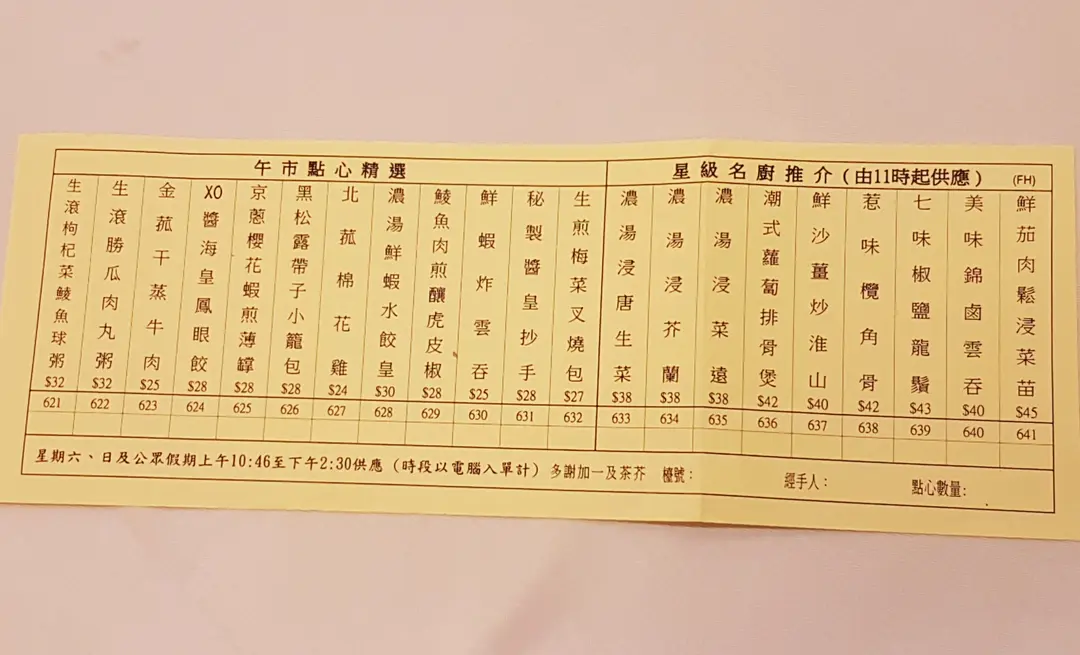 午市點心精選
星級名廚推介(由11時起供應) (FH)
生滾枸杞菜鯪魚球粥 $32 621
生滾勝瓜肉丸粥 $32 622
金菰干蒸牛肉 $25 623
XO醬海皇鳳眼餃 $28 624
京蔥櫻花蝦煎薄罉 $28 625
黑松露帶子小籠包 $28 626
北菰棉花雞 $24 627
濃湯鮮蝦水餃皇 $30 628
鯪魚肉煎釀虎皮椒 $28 629
鮮蝦炸雲吞 $25 630
秘製醬皇抄手 $28 631
生煎梅菜叉燒包 $27 632
濃湯浸唐生菜 $38 633
濃湯浸芥蘭 $38 634
濃湯浸菜遠 $38 635
潮式蘿蔔排骨煲 $42 636
鮮沙薑炒淮山 $40 637
惹味欖角骨 $42 638
七味椒鹽龍鬚 $43 639
美味錦鹵雲吞 $40 640
鮮茄肉鬆浸菜苗 $45 641
星期六、日及公眾假期上午10:46至下午2:30供應(時段以電腦入單計) 多謝加一及茶芥 檯號: 經手人: 點心數量: